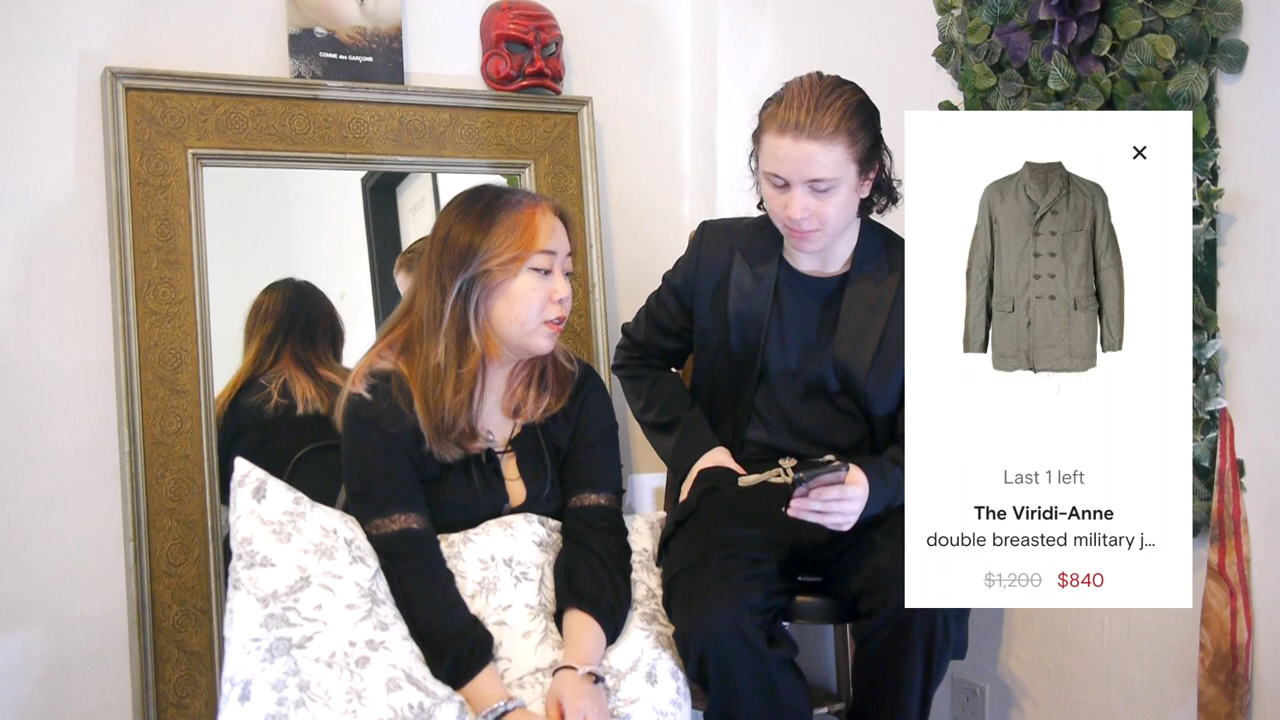 COMME des GARÇONS
Last 1 left
The Viridi-Anne
double breasted military j...
$1,200 $840